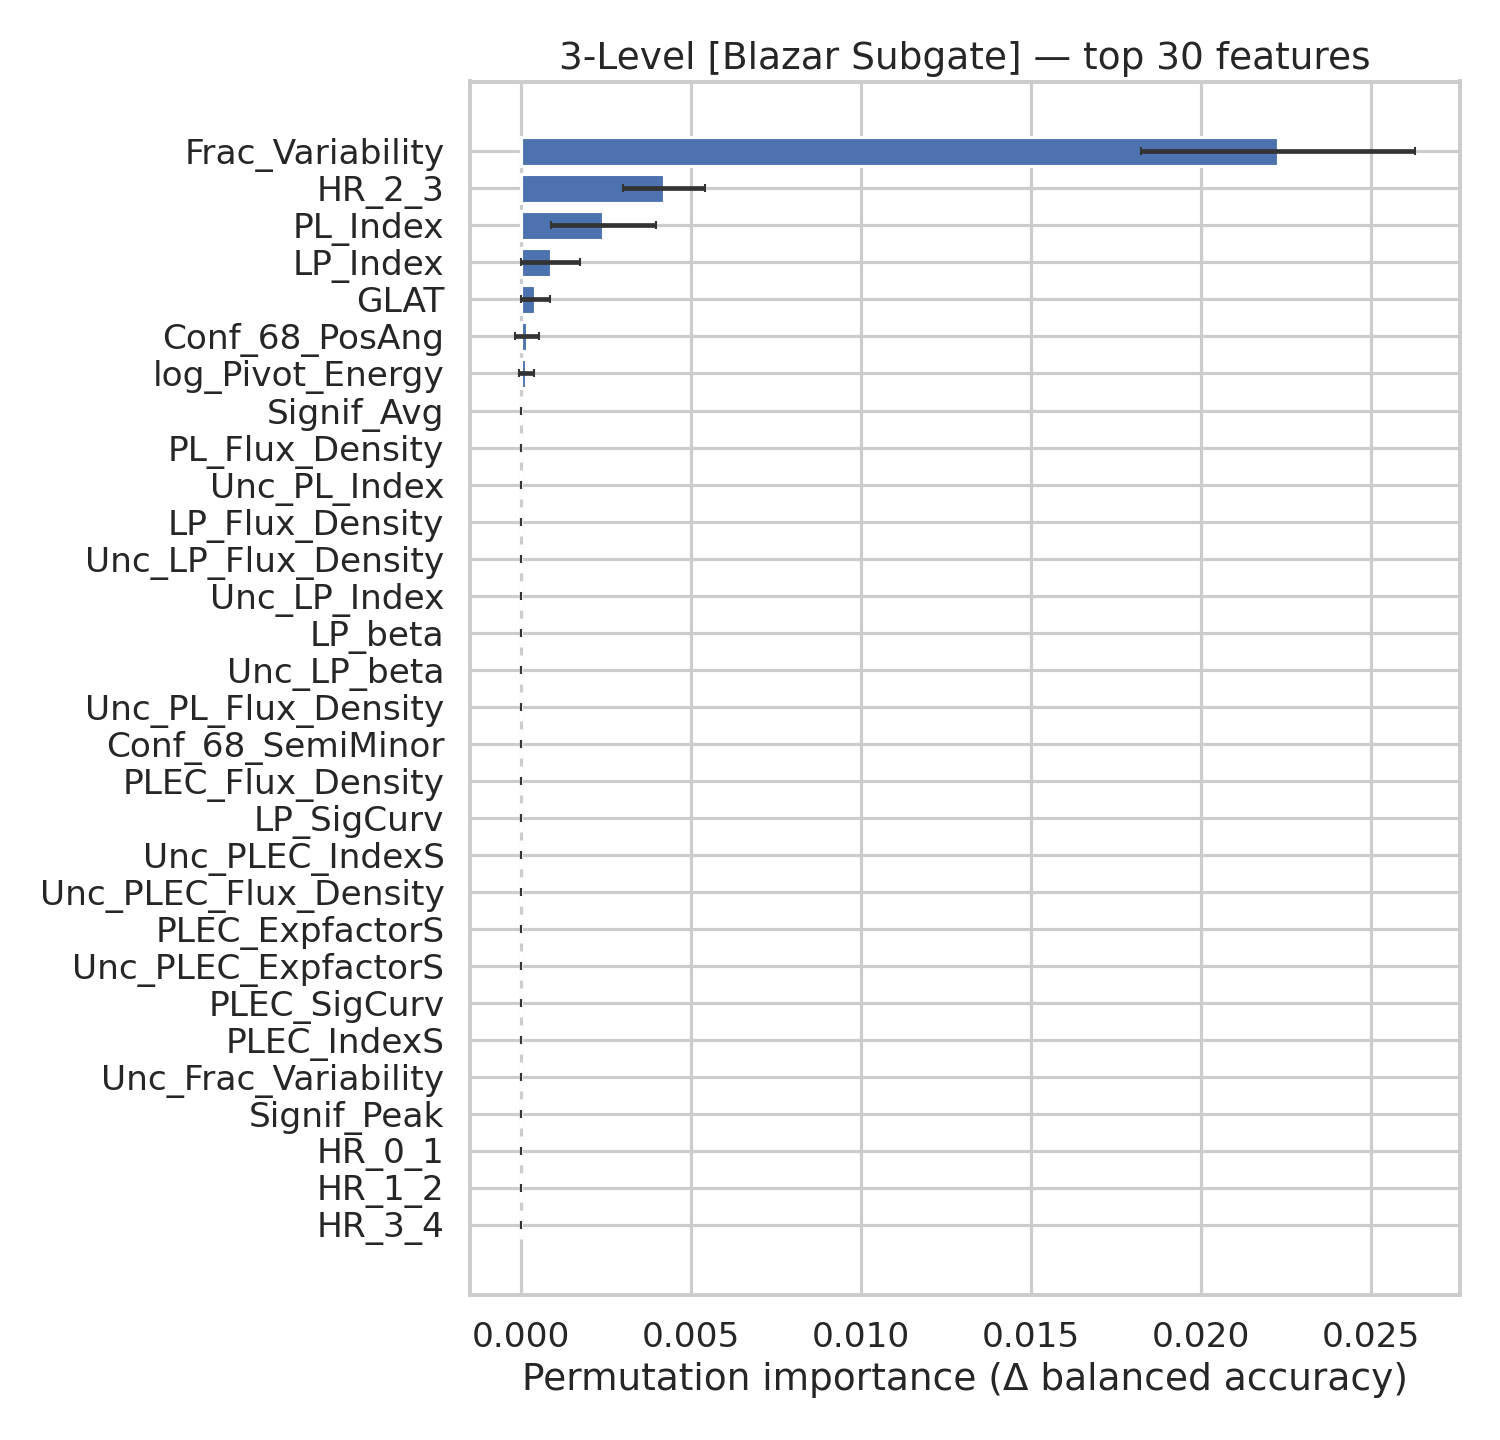 3-Level [Blazar Subgate] — top 30 features
Frac_Variability
HR_2_3
PL_Index
LP_Index
GLAT
Conf_68_PosAng
log_Pivot_Energy
Signif_Avg
PL_Flux_Density
Unc_PL_Index
LP_Flux_Density
Unc_LP_Flux_Density
Unc_LP_Index
LP_beta
Unc_LP_beta
Unc_PL_Flux_Density
Conf_68_SemiMinor
PLEC_Flux_Density
LP_SigCurv
Unc_PLEC_IndexS
Unc_PLEC_Flux_Density
PLEC_ExpfactorS
Unc_PLEC_ExpfactorS
PLEC_SigCurv
PLEC_IndexS
Unc_Frac_Variability
Signif_Peak
HR_0_1
HR_1_2
HR_3_4
0.000 0.005 0.010 0.015 0.020 0.025
Permutation importance (Δ balanced accuracy)